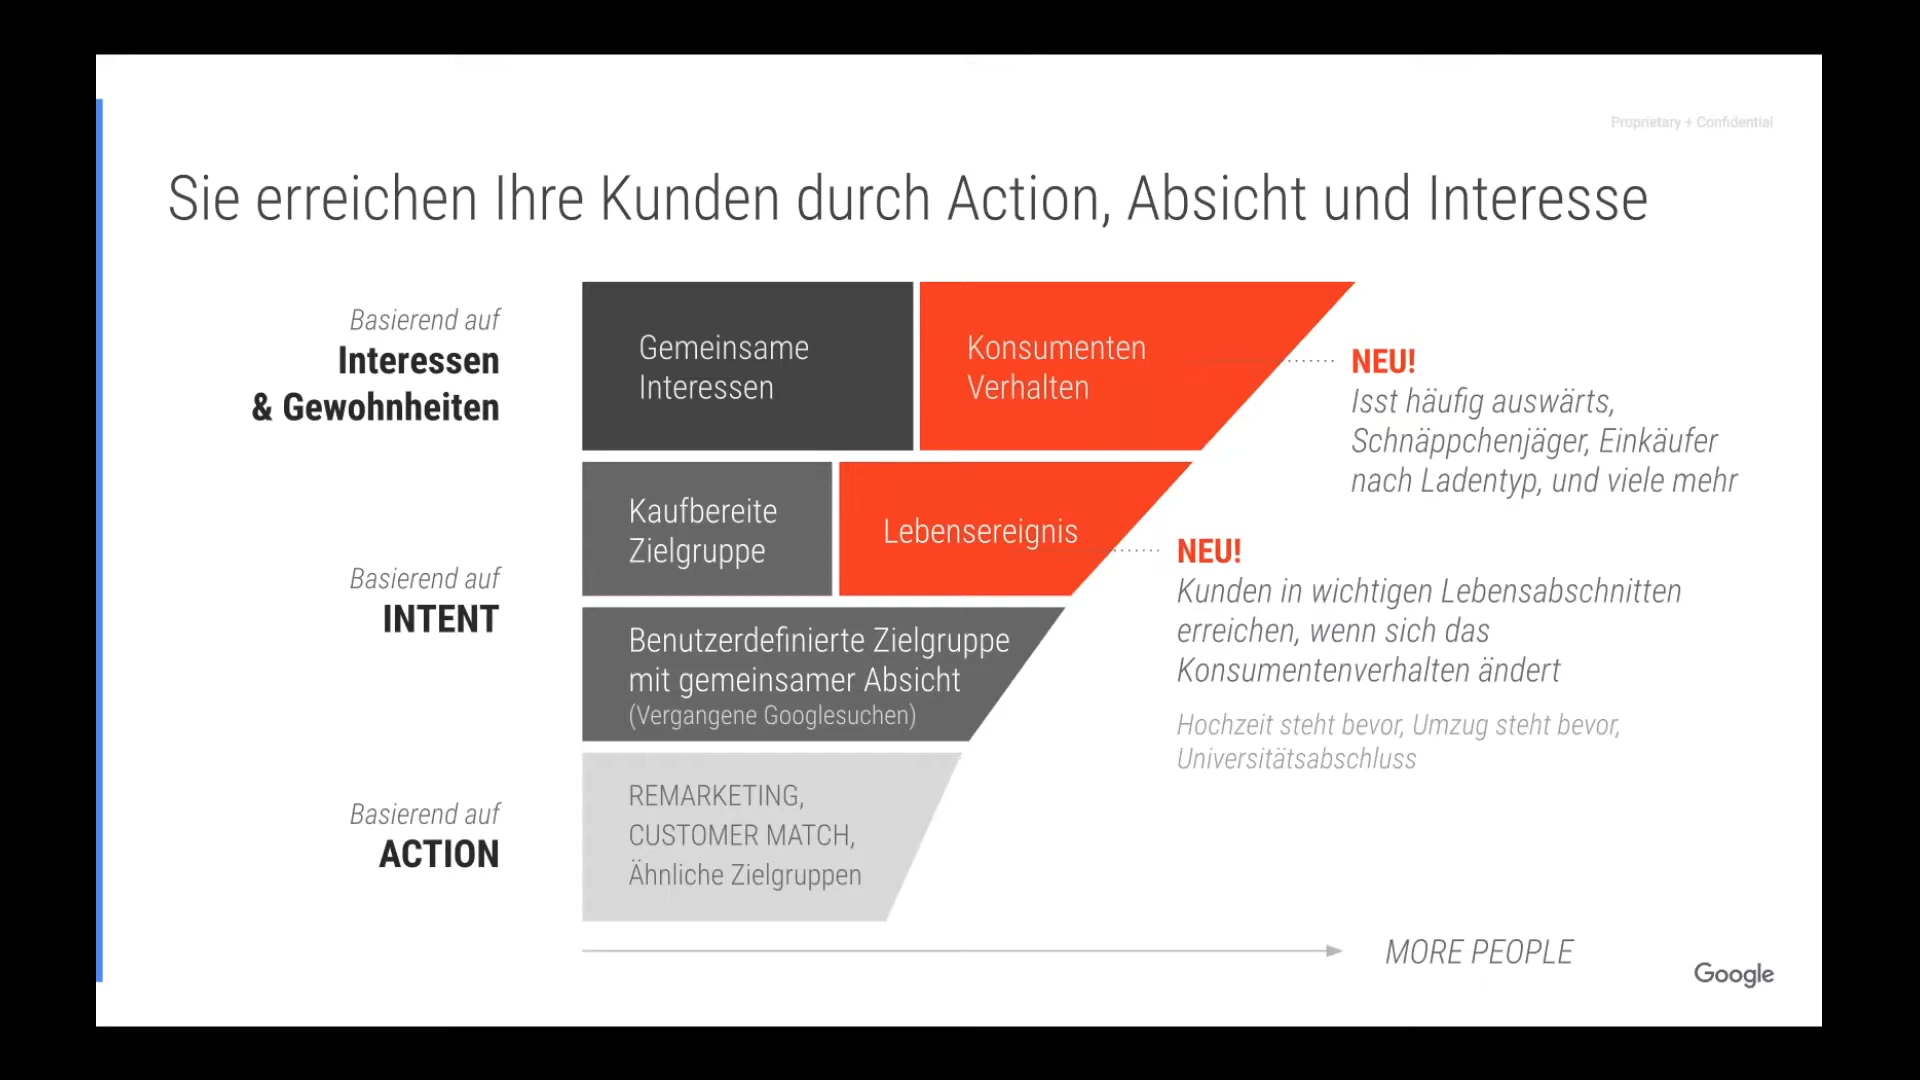 Proprietary + Confidential
Sie erreichen Ihre Kunden durch Action, Absicht und Interesse
Basierend auf
Interessen
& Gewohnheiten
Gemeinsame
Interessen
Konsumenten
Verhalten
NEU!
Isst häufig auswärts,
Schnäppchenjäger, Einkäufer
nach Ladentyp, und viele mehr
Basierend auf
INTENT
Kaufbereite
Zielgruppe
Lebensereignis
NEU!
Kunden in wichtigen Lebensabschnitten
erreichen, wenn sich das
Konsumentenverhalten ändert
Hochzeit steht bevor, Umzug steht bevor,
Universitätsabschluss
Benutzerdefinierte Zielgruppe
mit gemeinsamer Absicht
(Vergangene Googlesuchen)
Basierend auf
ACTION
REMARKETING,
CUSTOMER MATCH,
Ähnliche Zielgruppen
MORE PEOPLE
Google